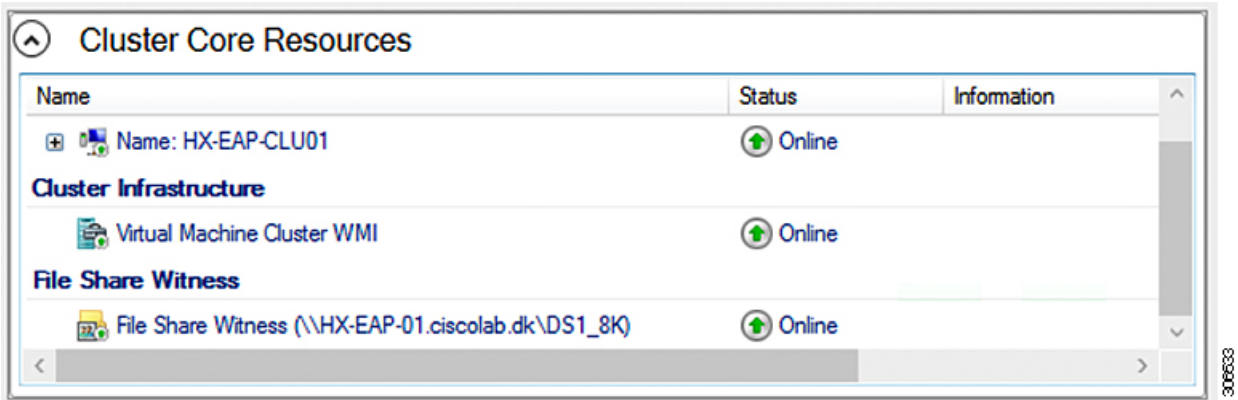 Cluster Core Resources
Name Status Information
Name: HX-EAP-CLU01 Online
Cluster Infrastructure
Virtual Machine Cluster WMI Online
File Share Witness
File Share Witness (\\HX-EAP-01.ciscolab.dk\DS1_8K) Online
306533